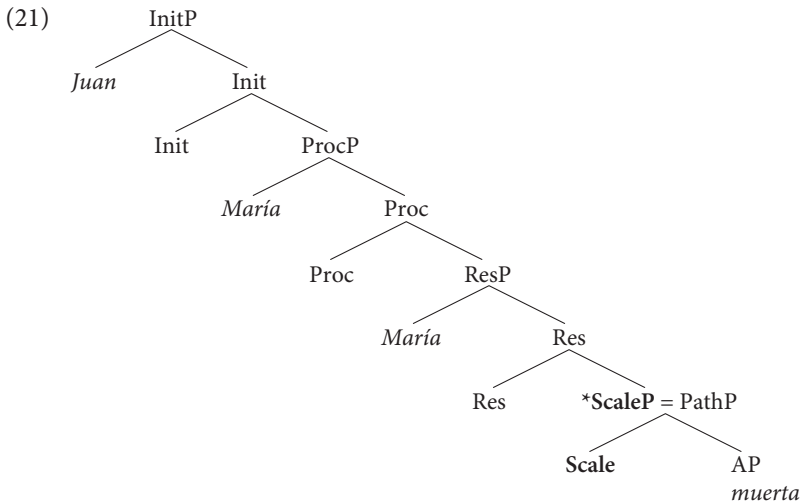 (21)
InitP
Juan Init
Init ProcP
María Proc
Proc ResP
María Res
Res *ScaleP = PathP
Scale AP
muerta